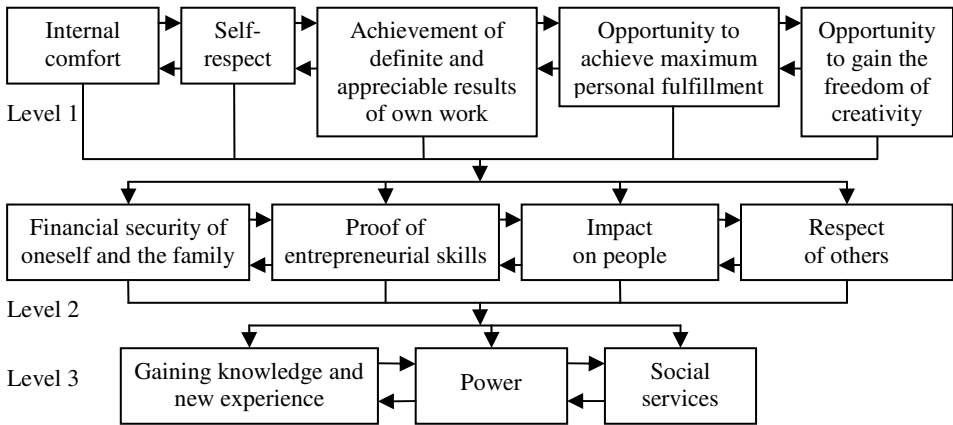 Internal
comfort
Self-
respect
Achievement of
definite and
appreciable results
of own work
Opportunity to
achieve maximum
personal fulfillment
Opportunity
to gain the
freedom of
creativity
Level 1
Financial security of
oneself and the family
Proof of
entrepreneurial skills
Impact
on people
Respect
of others
Level 2
Level 3
Gaining knowledge and
new experience
Power
Social
services